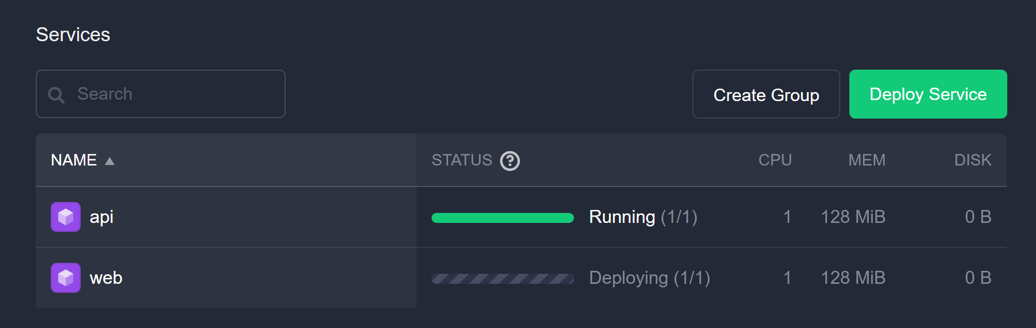 Services
Search
Create Group
Deploy Service
NAME STATUS ? CPU MEM DISK
api Running (1/1) 1 128 MiB 0 B
web Deploying (1/1) 1 128 MiB 0 B